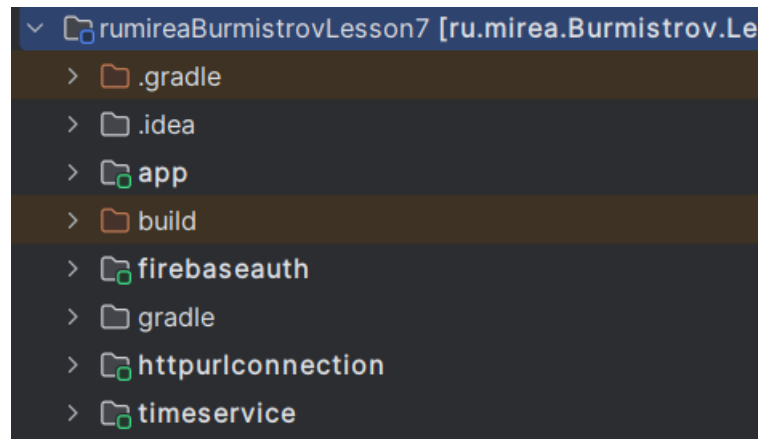 rumireaBurmistrovLesson7 [ru.mirea.Burmistrov.Le
.gradle
.idea
app
build
firebaseauth
gradle
httpurlconnection
timeservice